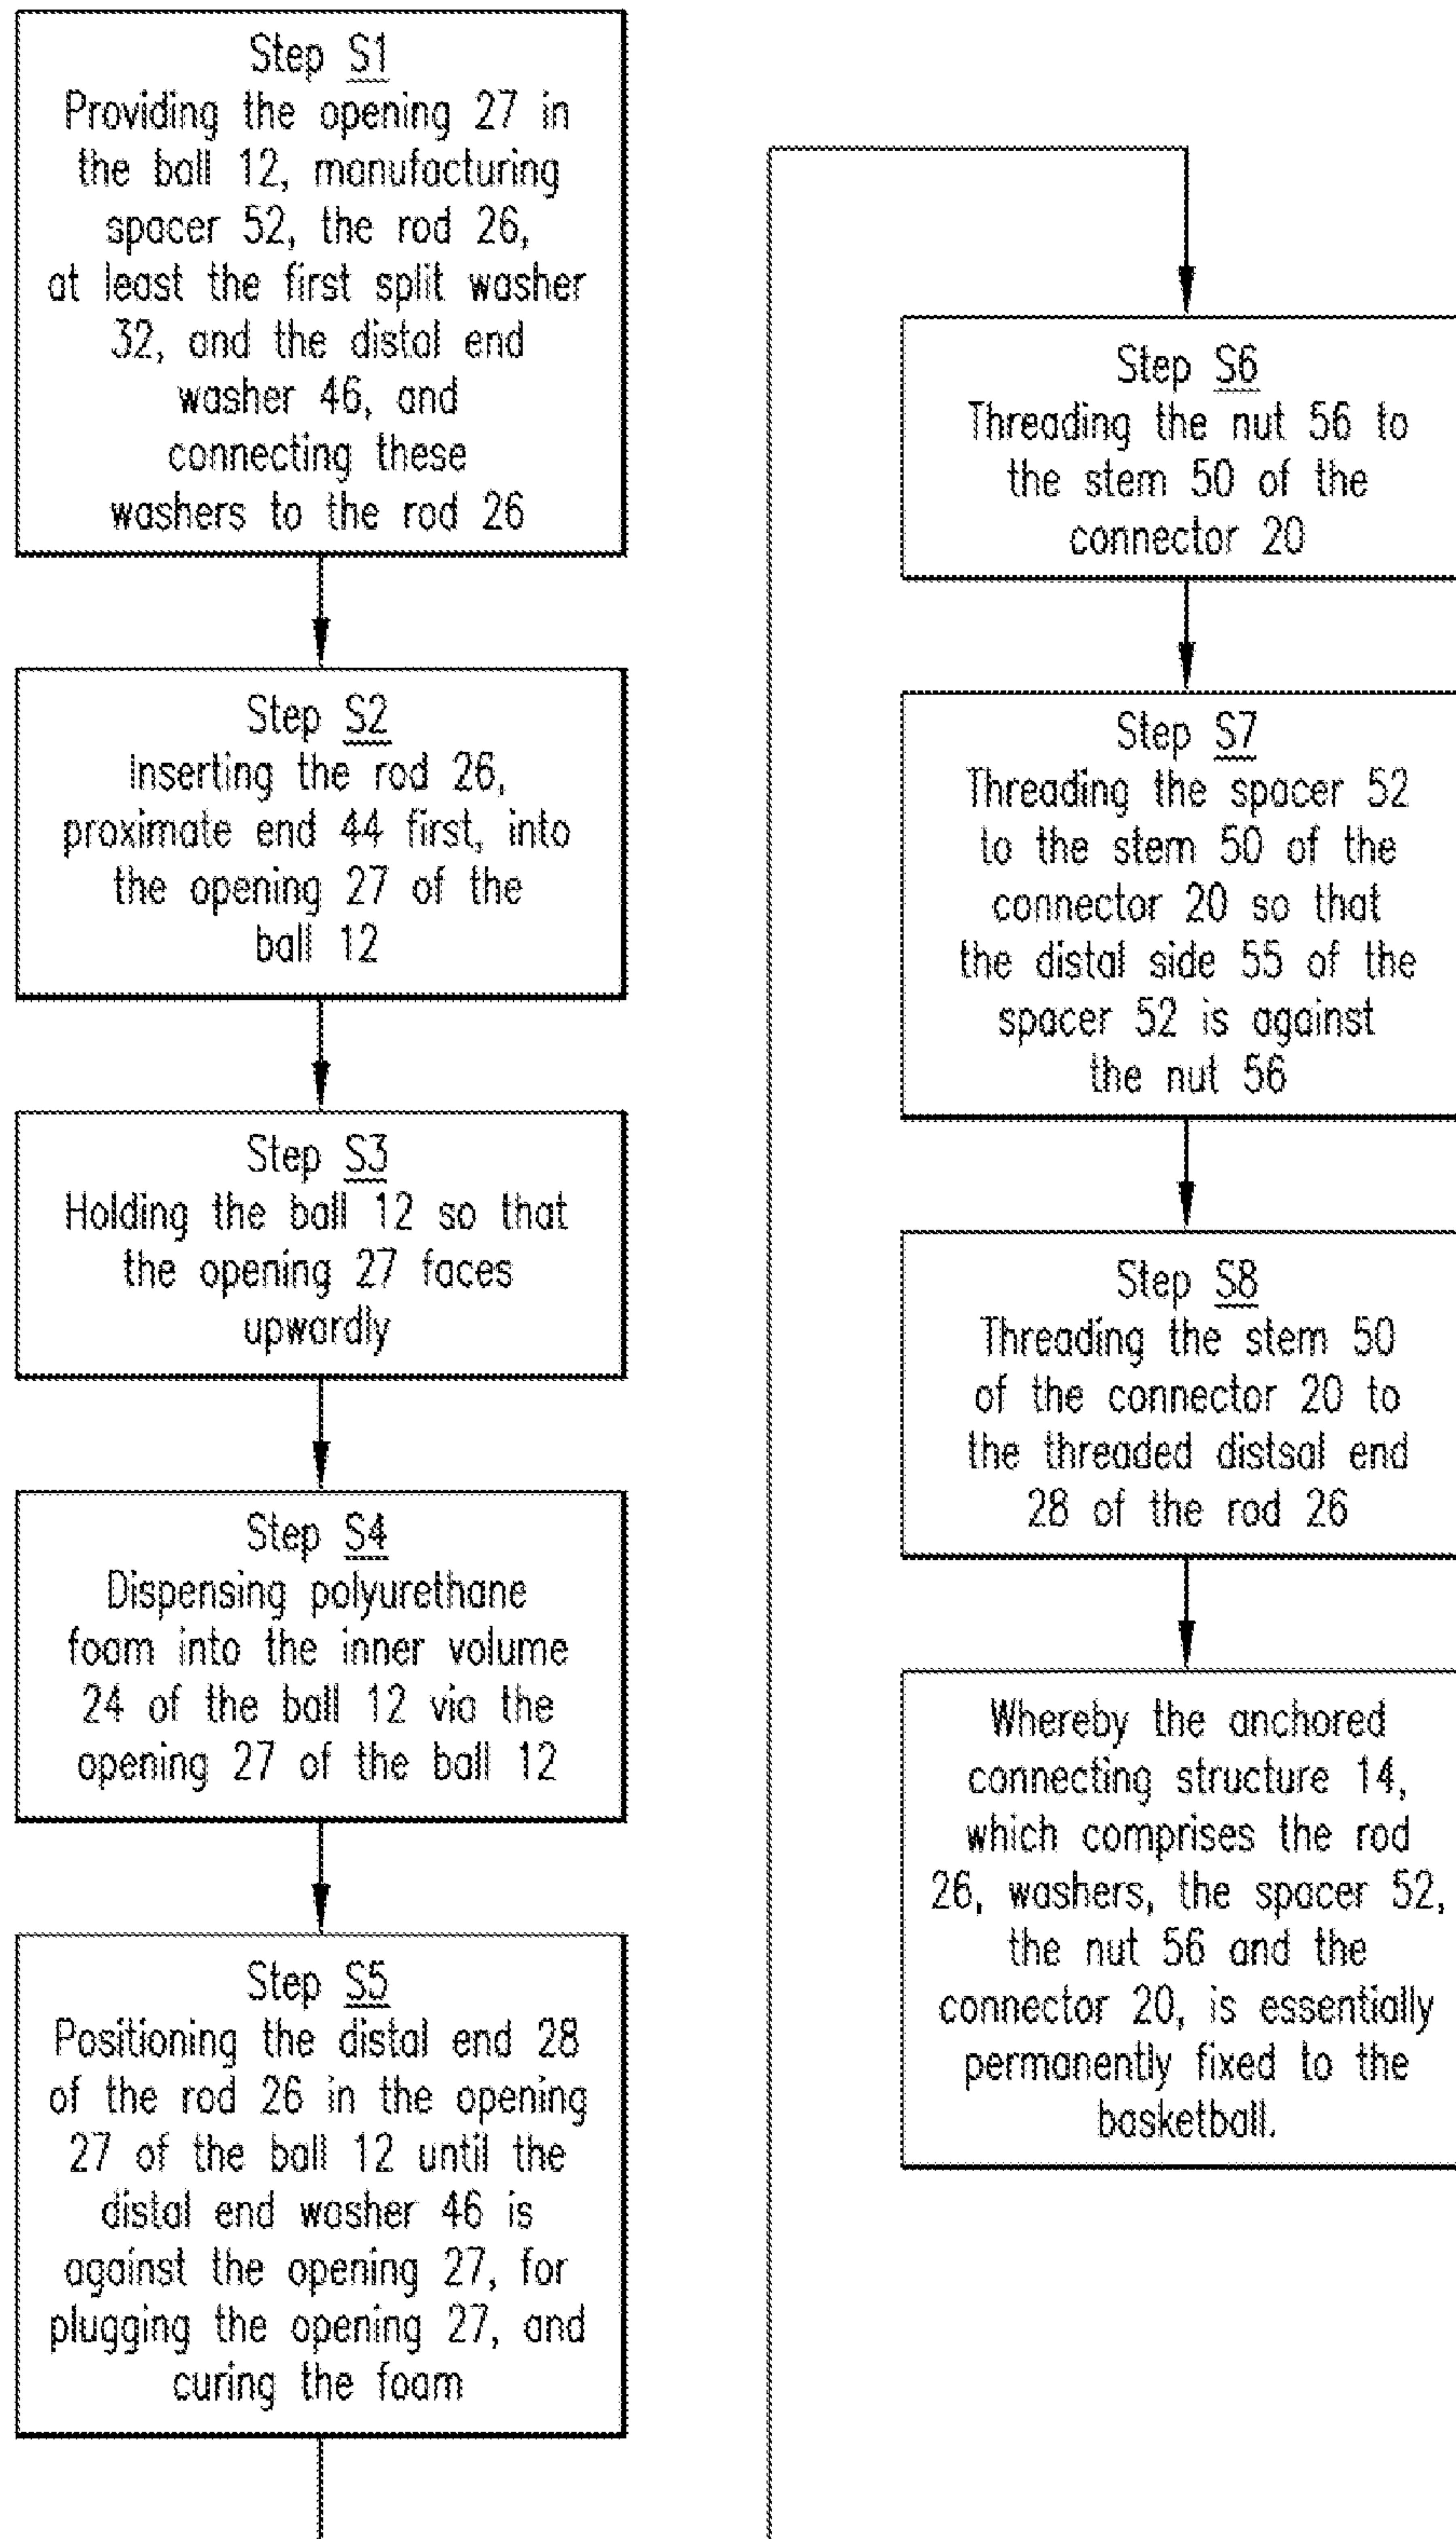 Step S1
Providing the opening 27 in
the ball 12, manufacturing
spacer 52, the rod 26,
at least the first split washer
32, and the distal end
washer 46, and
connecting these
washers to the rod 26
Step S2
Inserting the rod 26,
proximate end 44 first, into
the opening 27 of the
ball 12
Step S3
Holding the ball 12 so that
the opening 27 faces
upwardly
Step S4
Dispensing polyurethane
foam into the inner volume
24 of the ball 12 via the
opening 27 of the ball 12
Step S5
Positioning the distal end 28
of the rod 26 in the opening
27 of the ball 12 until the
distal end washer 46 is
against the opening 27, for
plugging the opening 27, and
curing the foam
Step S6
Threading the nut 56 to
the stem 50 of the
connector 20
Step S7
Threading the spacer 52
to the stem 50 of the
connector 20 so that
the distal side 55 of the
spacer 52 is against
the nut 56
Step S8
Threading the stem 50
of the connector 20 to
the threaded distsal end
28 of the rod 26
Whereby the anchored
connecting structure 14,
which comprises the rod
26, washers, the spacer 52,
the nut 56 and the
connector 20, is essentially
permanently fixed to the
basketball.